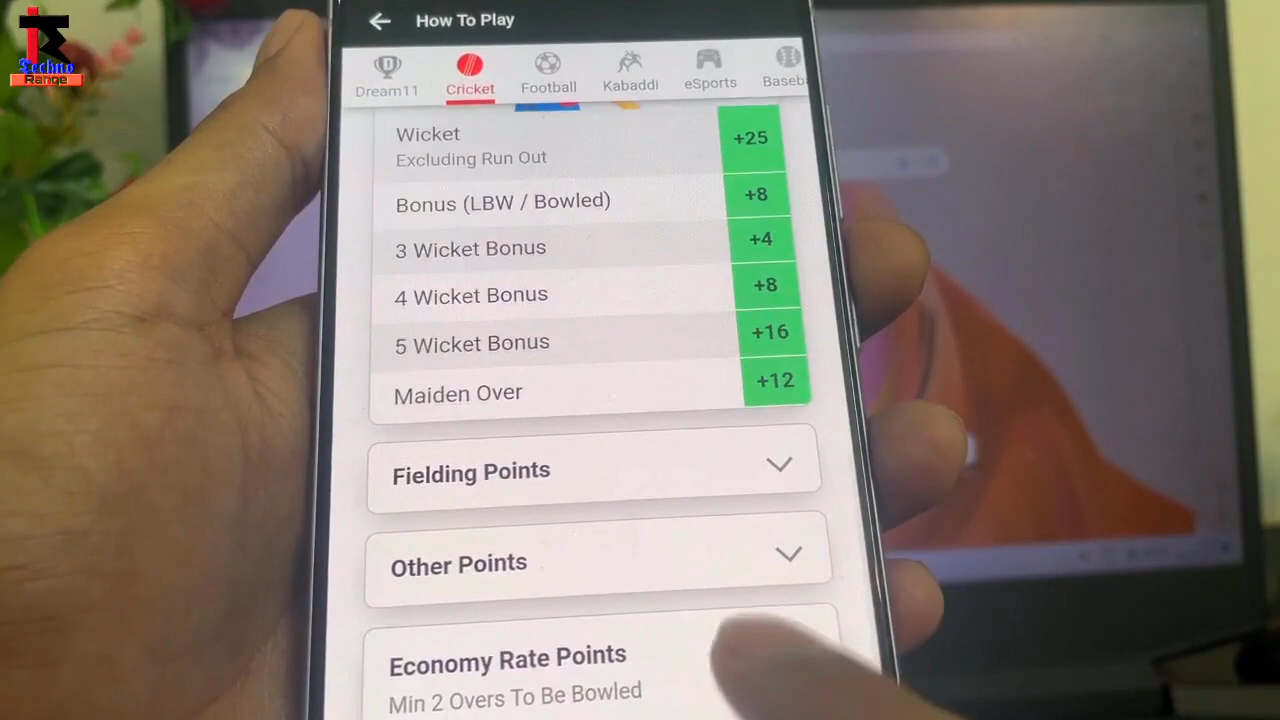 Techno
Range
How To Play
Dream11
Cricket
Football
Kabaddi
eSports
Baseba
Wicket
+25
Excluding Run Out
Bonus (LBW / Bowled)
+8
3 Wicket Bonus
+4
4 Wicket Bonus
+8
5 Wicket Bonus
+16
Maiden Over
+12
Fielding Points
Other Points
Economy Rate Points
Min 2 Overs To Be Bowled